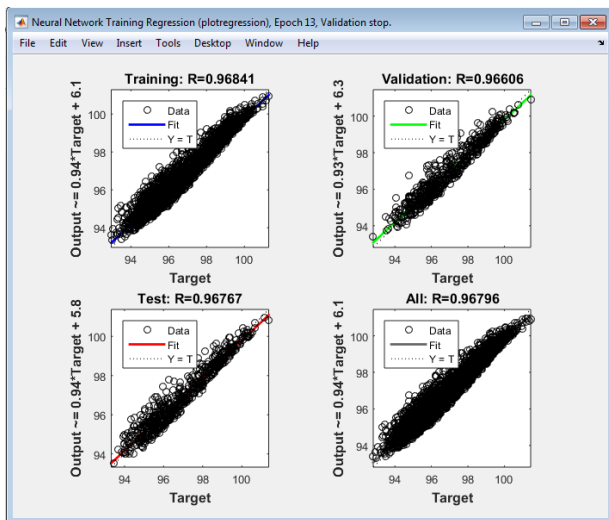 Neural Network Training Regression (plotregression), Epoch 13, Validation stop.
File Edit View Insert Tools Desktop Window Help
Training: R=0.96841
Output ~= 0.94*Target + 6.1
100
98
96
94
Data
Fit
Y = T
94 96 98 100
Target
Validation: R=0.96606
Output ~= 0.93*Target + 6.3
100
98
96
94
Data
Fit
Y = T
94 96 98 100
Target
Test: R=0.96767
Output ~= 0.94*Target + 5.8
100
98
96
94
Data
Fit
Y = T
94 96 98 100
Target
All: R=0.96796
Output ~= 0.94*Target + 6.1
100
98
96
94
Data
Fit
Y = T
94 96 98 100
Target